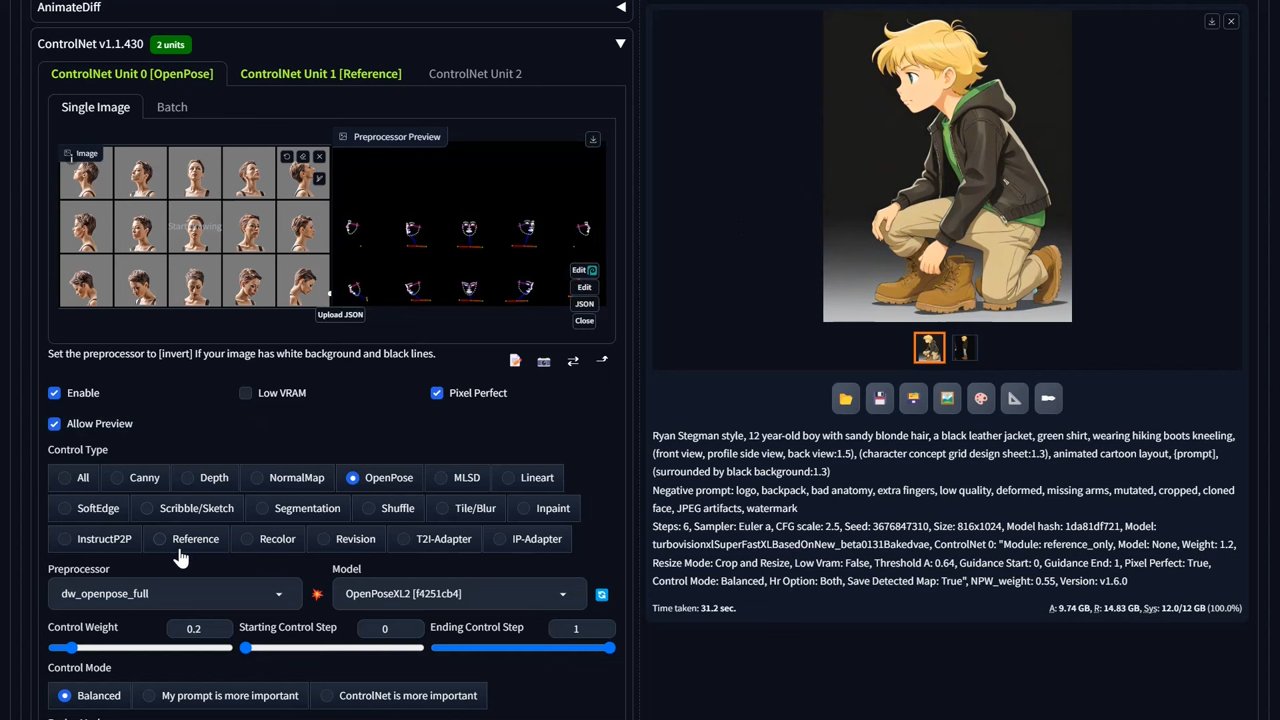 AnimateDiff
ControlNet v1.1.430 2 units
ControlNet Unit 0 [OpenPose] ControlNet Unit 1 [Reference] ControlNet Unit 2
Single Image Batch
Image
Preprocessor Preview
Edit
Edit
JSON
Close
Upload JSON
Set the preprocessor to [invert] If your image has white background and black lines.
Enable Low VRAM Pixel Perfect
Allow Preview
Control Type
All Canny Depth NormalMap OpenPose MLSD Lineart
SoftEdge Scribble/Sketch Segmentation Shuffle Tile/Blur Inpaint
InstructP2P Reference Recolor Revision T2I-Adapter IP-Adapter
Preprocessor Model
dw_openpose_full OpenPoseXL2 [f4251cb4]
Control Weight 0.2 Starting Control Step 0 Ending Control Step 1
Control Mode
Balanced My prompt is more important ControlNet is more important
Ryan Stegman style, 12 year-old boy with sandy blonde hair, a black leather jacket, green shirt, wearing hiking boots kneeling,
(front view, profile side view, back view:1.5), (character concept grid design sheet:1.3), animated cartoon layout, {prompt},
(surrounded by black background:1.3)
Negative prompt: logo, backpack, bad anatomy, extra fingers, low quality, deformed, missing arms, mutated, cropped, cloned
face, JPEG artifacts, watermark
Steps: 6, Sampler: Euler a, CFG scale: 2.5, Seed: 3676847310, Size: 816x1024, Model hash: 1da81df721, Model:
turbovisionxlSuperFastXLBasedOnNew_beta0131Bakedvae, ControlNet 0: "Module: reference_only, Model: None, Weight: 1.2,
Resize Mode: Crop and Resize, Low Vram: False, Threshold A: 0.64, Guidance Start: 0, Guidance End: 1, Pixel Perfect: True,
Control Mode: Balanced, Hr Option: Both, Save Detected Map: True", NPW_weight: 0.55, Version: v1.6.0
Time taken: 31.2 sec. A: 9.74 GB, R: 14.83 GB, Sys: 12.0/12 GB (100.0%)